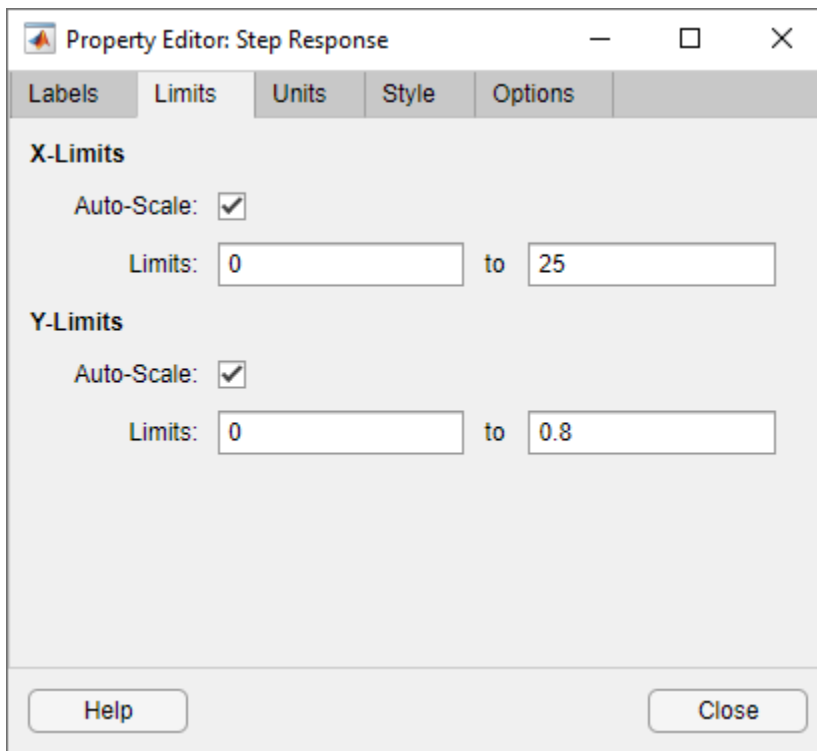 Property Editor: Step Response
Labels Limits Units Style Options
X-Limits
Auto-Scale:
Limits: 0 to 25
Y-Limits
Auto-Scale:
Limits: 0 to 0.8
Help Close